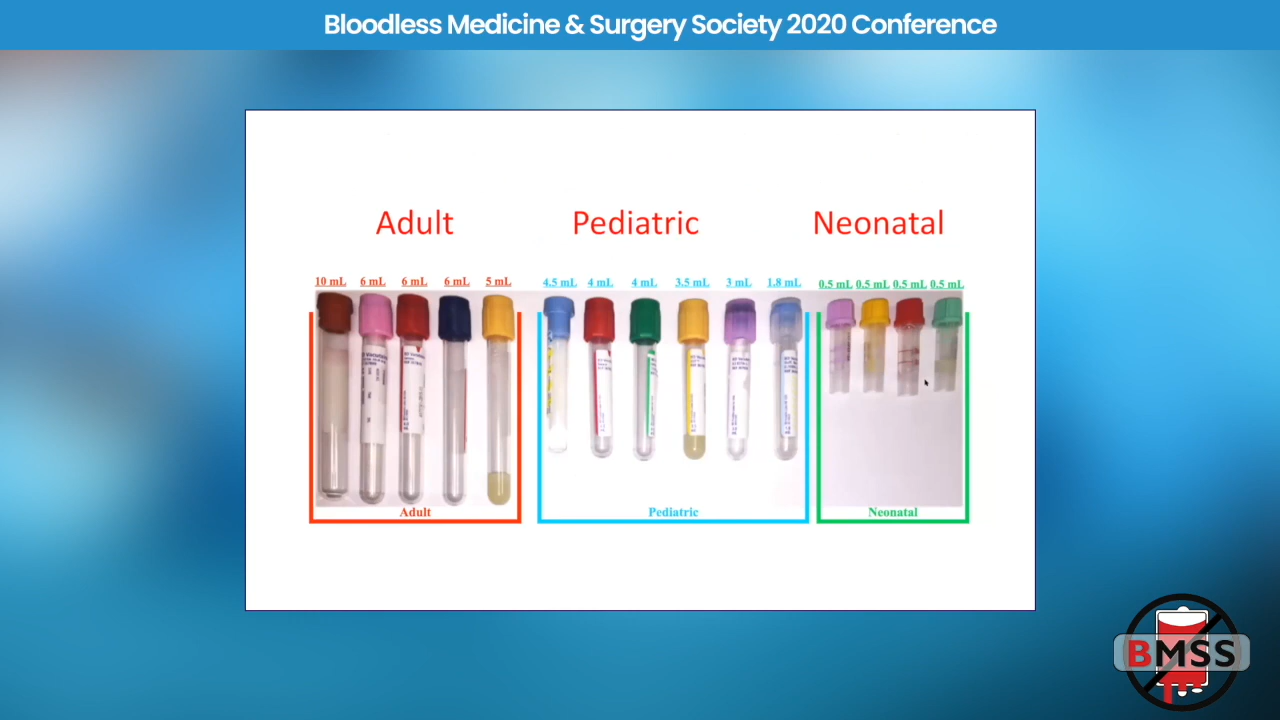 Bloodless Medicine & Surgery Society 2020 Conference
Adult Pediatric Neonatal
10 mL 6 mL 6 mL 6 mL 5 mL 4.5 mL 4 mL 4 mL 3.5 mL 3 mL 1.8 mL 0.5 mL 0.5 mL 0.5 mL 0.5 mL
Adult Pediatric Neonatal
BMSS